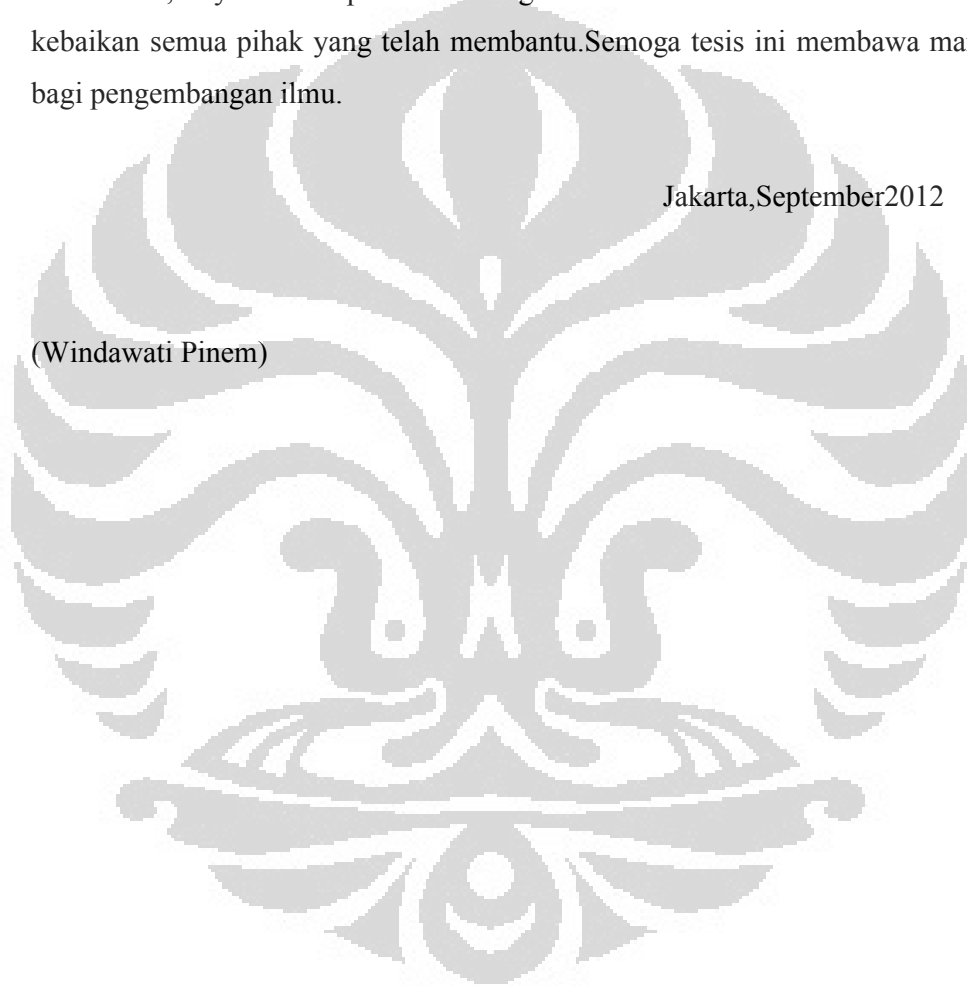 kebaikan semua pihak yang telah membantu.Semoga tesis ini membawa
bagi pengembangan ilmu.
Jakarta,September2012
(Windawati Pinem)